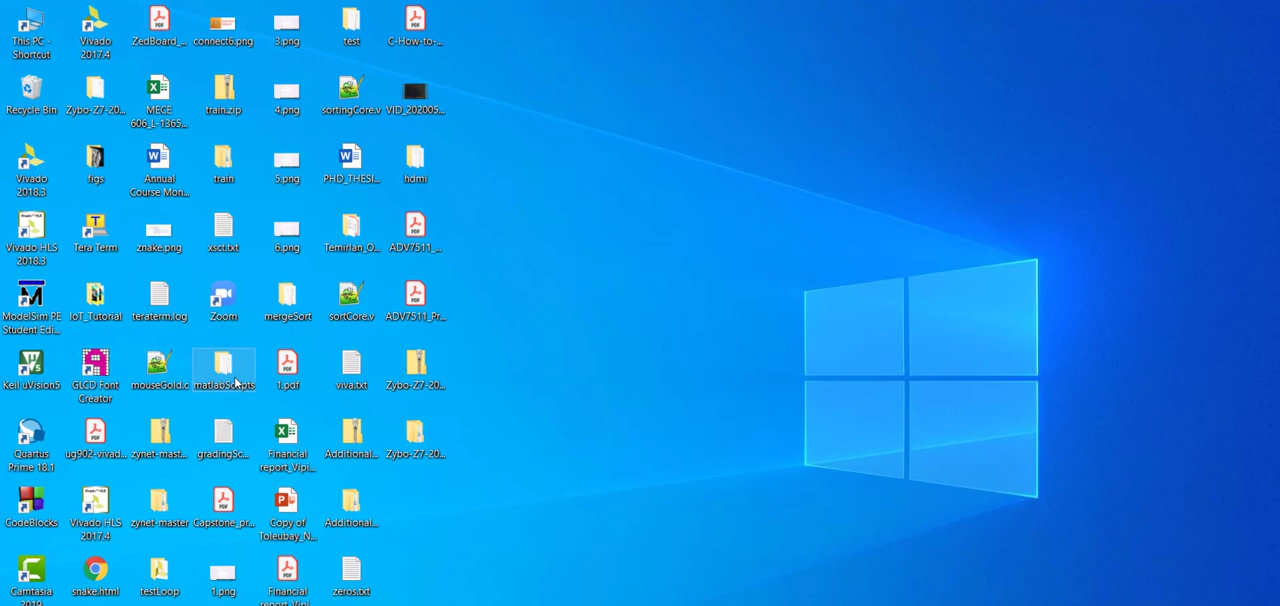 This PC -
Shortcut
Vivado
2017.4
ZedBoard_...
connect6.png
3.png
test
C-How-to-...
Recycle Bin
Zybo-Z7-20...
MECE
606_L-1365...
train.zip
4.png
sortingCore.v
VID_202005...
Vivado
2018.3
figs
Annual
Course Mon...
train
5.png
PHD_THESI...
hdmi
Vivado HLS
2018.3
Tera Term
znake.png
xsct.txt
6.png
Temirlan_O...
ADV7511_...
ModelSim PE
Student Edi...
IoT_Tutorial
teraterm.log
Zoom
mergeSort
sortCore.v
ADV7511_Pr...
Keil uVision5
GLCD Font
Creator
mouseGold.c
matlabScripts
1.pdf
viva.txt
Zybo-Z7-20...
Quartus
Prime 18.1
ug902-vivad...
zynet-mast...
gradingSc...
Financial
report_Vipi...
Additional...
Zybo-Z7-20...
CodeBlocks
Vivado HLS
2017.4
zynet-master
Capstone_pr...
Copy of
Toleubay_N...
Additional...
Camtasia
2019
snake.html
testLoop
1.png
Financial
report_Vipi...
zeros.txt